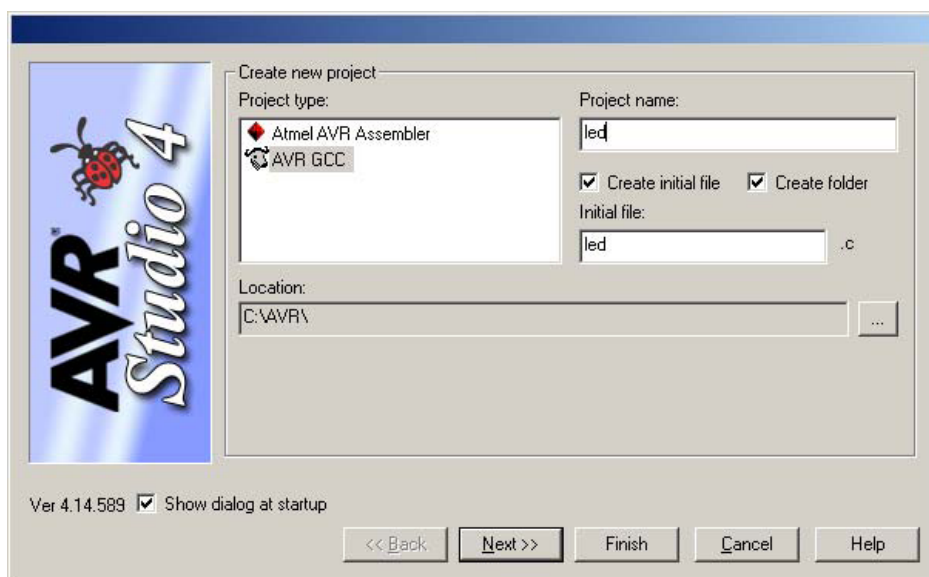 AVR® Studio 4
Create new project
Project type:
Atmel AVR Assembler
AVR GCC
Project name:
led
Create initial file
Create folder
Initial file:
led
.c
Location:
C:\AVR\
...
Ver 4.14.589
Show dialog at startup
<< Back
Next >>
Finish
Cancel
Help